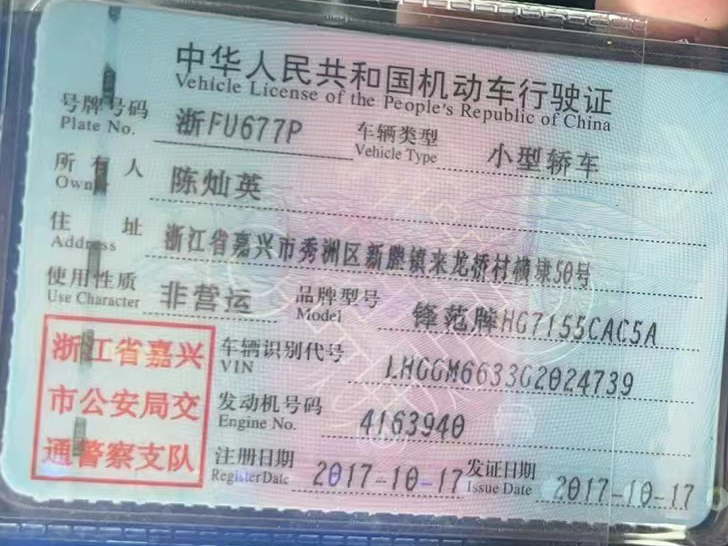 中华人民共和国机动车行驶证
Vehicle License of the People's Republic of China
号牌号码 浙FU677P 车辆类型 小型轿车
Plate No. Vehicle Type
所有人 陈灿英
Owner
住址 浙江省嘉兴市秀洲区新塍镇来龙桥村横埭50号
Address
使用性质 非营运 品牌型号 锋范牌HG7155CAC5A
Use Character Model
浙江省嘉兴
市公安局交
通警察支队
车辆识别代号 LHGGM6633G2024739
VIN
发动机号码 4163940
Engine No.
注册日期 2017-10-17 发证日期 2017-10-17
Register Date Issue Date